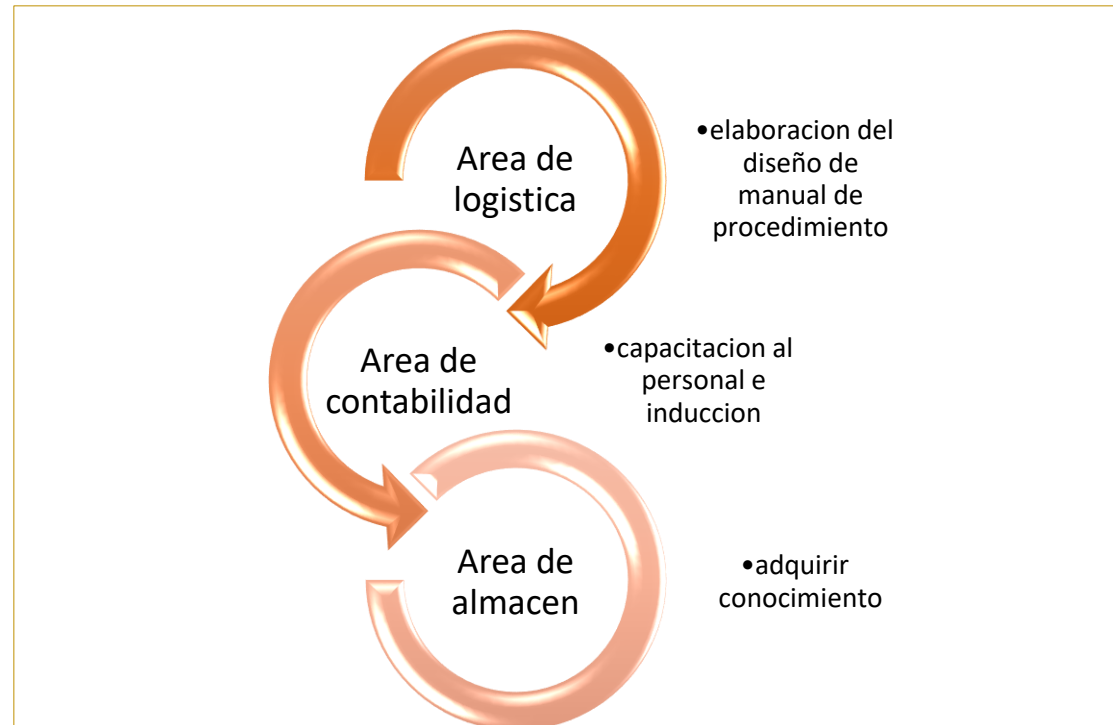 Area de
logistica
•elaboracion del
diseño de
manual de
procedimiento
Area de
contabilidad
•capacitacion al
personal e
induccion
Area de
almacen
•adquirir
conocimiento